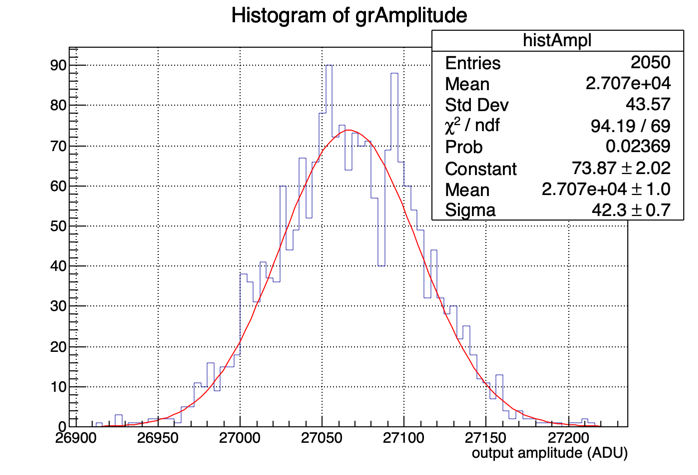 Histogram of grAmplitude
histAmpl
Entries 2050
Mean 2.707e+04
Std Dev 43.57
χ² / ndf 94.19 / 69
Prob 0.02369
Constant 73.87 ± 2.02
Mean 2.707e+04 ± 1.0
Sigma 42.3 ± 0.7
90
80
70
60
50
40
30
20
10
0
26900 26950 27000 27050 27100 27150 27200
output amplitude (ADU)